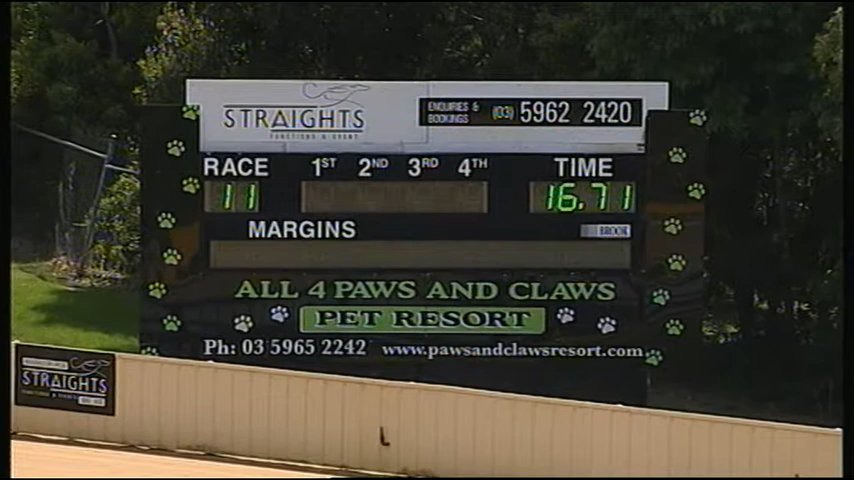 STRAIGHTS
FUNCTIONS & EVENTS
ENQUIRIES & BOOKINGS (03) 5962 2420
RACE 1ST 2ND 3RD 4TH TIME
11 16.71
MARGINS BROOK
ALL 4 PAWS AND CLAWS
PET RESORT
Ph: 03 5965 2242 www.pawsandclawsresort.com
STRAIGHTS